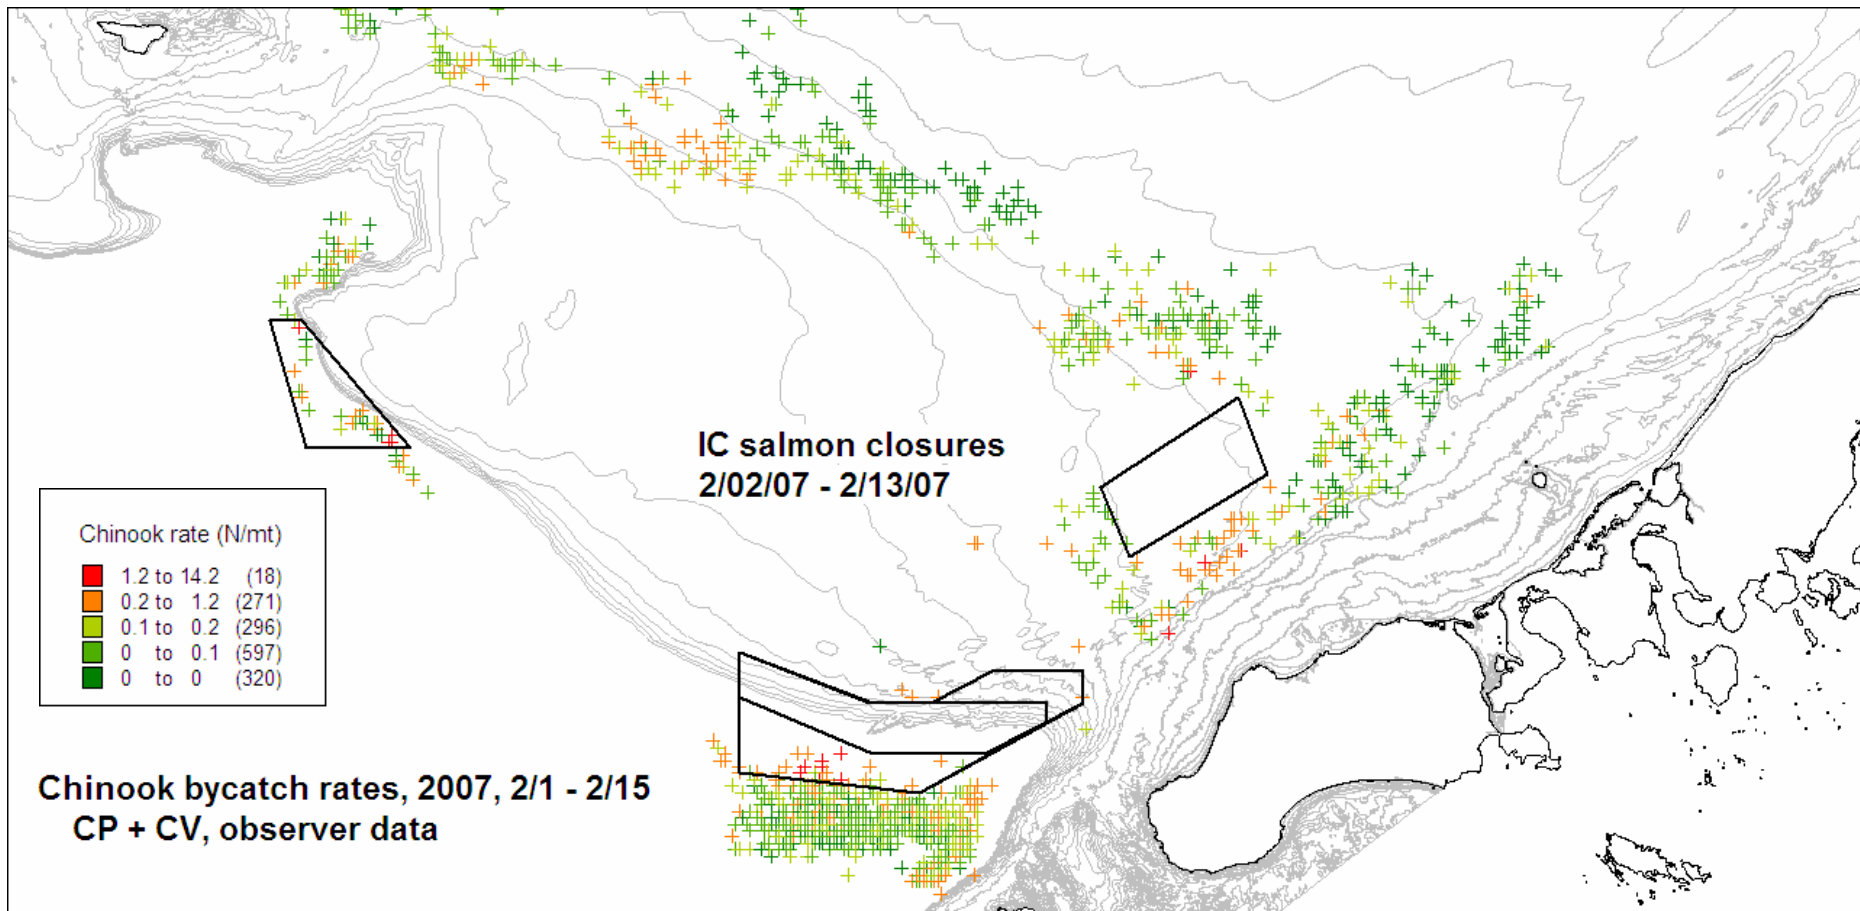 IC salmon closures
2/02/07 - 2/13/07
Chinook rate (N/mt)
1.2 to 14.2 (18)
0.2 to 1.2 (271)
0.1 to 0.2 (296)
0 to 0.1 (597)
0 to 0 (320)
Chinook bycatch rates, 2007, 2/1 - 2/15
CP + CV, observer data